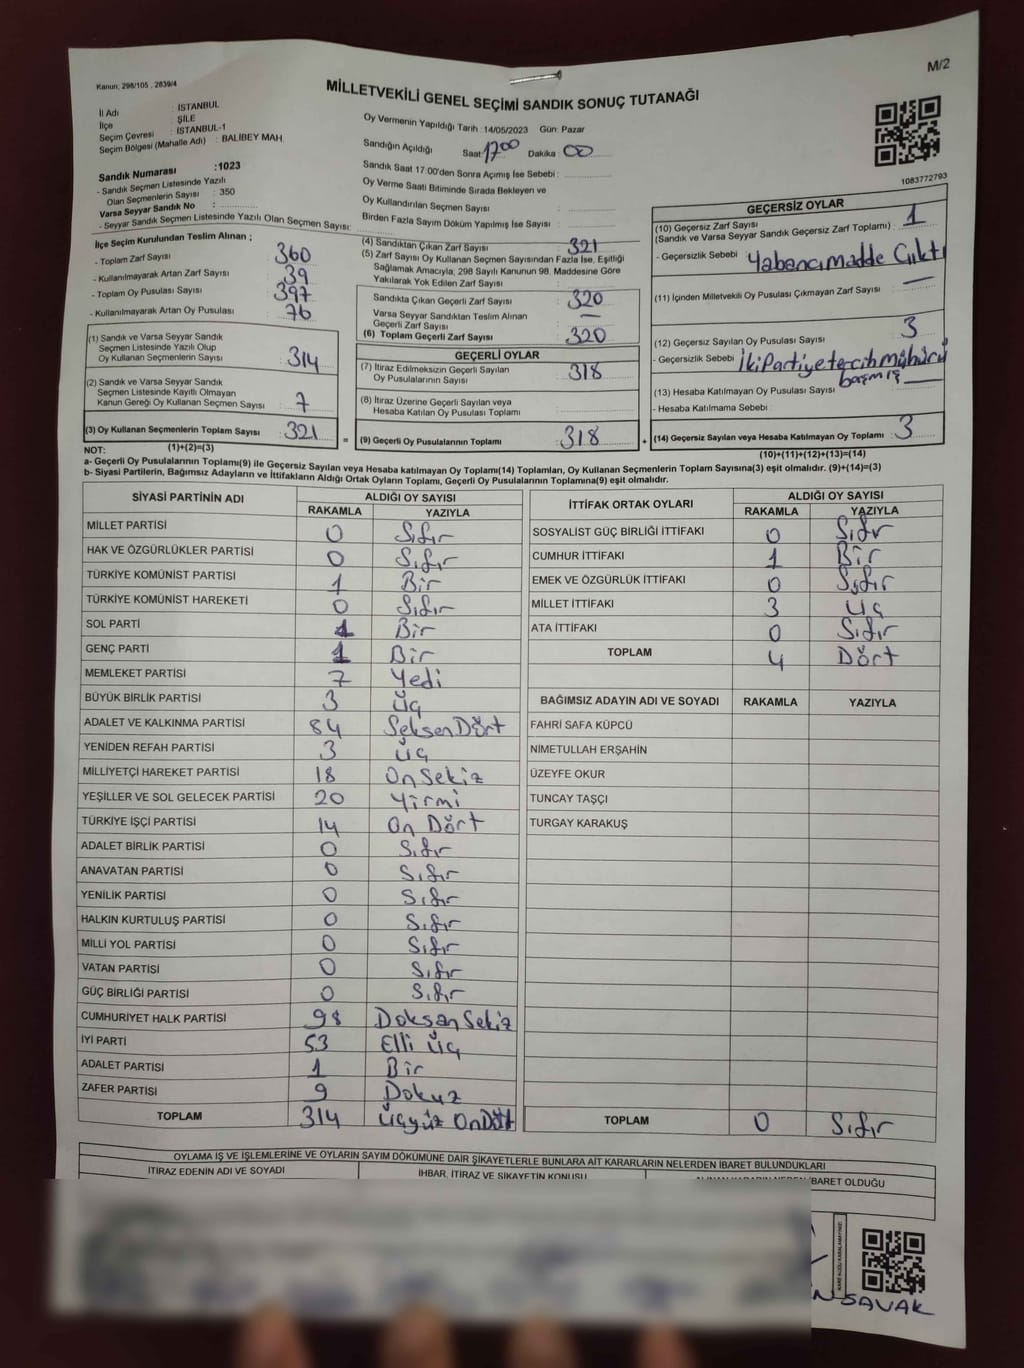 M/2
Kanun; 298/105 , 2839/4
MİLLETVEKİLİ GENEL SEÇİMİ SANDIK SONUÇ TUTANAĞI
İl Adı : İSTANBUL
İlçe : ŞİLE
Seçim Çevresi : İSTANBUL-1
Seçim Bölgesi (Mahalle Adı) : BALİBEY MAH.
Sandık Numarası :1023
- Sandık Seçmen Listesinde Yazılı
Olan Seçmenlerin Sayısı : 350
Varsa Seyyar Sandık No :
- Seyyar Sandık Seçmen Listesinde Yazılı Olan Seçmen Sayısı:
Oy Vermenin Yapıldığı Tarih : 14/05/2023 Gün: Pazar
Sandığın Açıldığı Saat: 17 00 Dakika : 00
Sandık Saat 17.00'den Sonra Açımış İse Sebebi :
Oy Verme Saati Bitiminde Sırada Bekleyen ve
Oy Kullandırılan Seçmen Sayısı :
Birden Fazla Sayım Döküm Yapılmış İse Sayısı :
1083772793
İlçe Seçim Kurulundan Teslim Alınan ;
- Toplam Zarf Sayısı : 360
- Kullanılmayarak Artan Zarf Sayısı : 39
- Toplam Oy Pusulası Sayısı : 397
- Kullanılmayarak Artan Oy Pusulası : 76
(1) Sandık ve Varsa Seyyar Sandık
Seçmen Listesinde Yazılı Olup
Oy Kullanan Seçmenlerin Sayısı : 314
(2) Sandık ve Varsa Seyyar Sandık
Seçmen Listesinde Kayıtlı Olmayan
Kanun Gereği Oy Kullanan Seçmen Sayısı : 7
(3) Oy Kullanan Seçmenlerin Toplam Sayısı : 321
(4) Sandıktan Çıkan Zarf Sayısı : 321
(5) Zarf Sayısı Oy Kullanan Seçmen Sayısından Fazla İse, Eşitliği
Sağlamak Amacıyla, 298 Sayılı Kanunun 98. Maddesine Göre
Yakılarak Yok Edilen Zarf Sayısı :
Sandıkta Çıkan Geçerli Zarf Sayısı : 320
Varsa Seyyar Sandıktan Teslim Alınan
Geçerli Zarf Sayısı : —
(6) Toplam Geçerli Zarf Sayısı : 320
GEÇERLİ OYLAR
(7) İtiraz Edilmeksizin Geçerli Sayılan
Oy Pusulalarının Sayısı : 318
(8) İtiraz Üzerine Geçerli Sayılan veya
Hesaba Katılan Oy Pusulası Toplamı :
= (9) Geçerli Oy Pusulalarının Toplamı : 318
GEÇERSİZ OYLAR
(10) Geçersiz Zarf Sayısı : 1
(Sandık ve Varsa Seyyar Sandık Geçersiz Zarf Toplamı)
- Geçersizlik Sebebi : Yabancı madde Çıktı
(11) İçinden Milletvekili Oy Pusulası Çıkmayan Zarf Sayısı : —
(12) Geçersiz Sayılan Oy Pusulası Sayısı : 3
- Geçersizlik Sebebi : İki Partiye tercih mühürü
basmış
(13) Hesaba Katılmayan Oy Pusulası Sayısı : —
- Hesaba Katılmama Sebebi :
+ (14) Geçersiz Sayılan veya Hesaba Katılmayan Oy Toplamı : 3
NOT: (1)+(2)=(3)
(10)+(11)+(12)+(13)=(14)
a- Geçerli Oy Pusulalarının Toplamı(9) ile Geçersiz Sayılan veya Hesaba katılmayan Oy Toplamı(14) Toplamları, Oy Kullanan Seçmenlerin Toplam Sayısına(3) eşit olmalıdır. (9)+(14)=(3)
b- Siyasi Partilerin, Bağımsız Adayların ve İttifakların Aldığı Ortak Oyların Toplamı, Geçerli Oy Pusulalarının Toplamına(9) eşit olmalıdır.
SİYASİ PARTİNİN ADI ALDIĞI OY SAYISI
RAKAMLA YAZIYLA
MİLLET PARTİSİ 0 Sıfır
HAK VE ÖZGÜRLÜKLER PARTİSİ 0 Sıfır
TÜRKİYE KOMÜNİST PARTİSİ 1 Bir
TÜRKİYE KOMÜNİST HAREKETİ 0 Sıfır
SOL PARTİ 1 Bir
GENÇ PARTİ 1 Bir
MEMLEKET PARTİSİ 7 Yedi
BÜYÜK BİRLİK PARTİSİ 3 Üç
ADALET VE KALKINMA PARTİSİ 84 Seksen Dört
YENİDEN REFAH PARTİSİ 3 Üç
MİLLİYETÇİ HAREKET PARTİSİ 18 On Sekiz
YEŞİLLER VE SOL GELECEK PARTİSİ 20 Yirmi
TÜRKİYE İŞÇİ PARTİSİ 14 On Dört
ADALET BİRLİK PARTİSİ 0 Sıfır
ANAVATAN PARTİSİ 0 Sıfır
YENİLİK PARTİSİ 0 Sıfır
HALKIN KURTULUŞ PARTİSİ 0 Sıfır
MİLLİ YOL PARTİSİ 0 Sıfır
VATAN PARTİSİ 0 Sıfır
GÜÇ BİRLİĞİ PARTİSİ 0 Sıfır
CUMHURİYET HALK PARTİSİ 98 Doksan Sekiz
İYİ PARTİ 53 Elli Üç
ADALET PARTİSİ 1 Bir
ZAFER PARTİSİ 9 Dokuz
TOPLAM 314 Üçyüz On Dört
İTTİFAK ORTAK OYLARI ALDIĞI OY SAYISI
RAKAMLA YAZIYLA
SOSYALİST GÜÇ BİRLİĞİ İTTİFAKI 0 Sıfır
CUMHUR İTTİFAKI 1 Bir
EMEK VE ÖZGÜRLÜK İTTİFAKI 0 Sıfır
MİLLET İTTİFAKI 3 Üç
ATA İTTİFAKI 0 Sıfır
TOPLAM 4 Dört
BAĞIMSIZ ADAYIN ADI VE SOYADI RAKAMLA YAZIYLA
FAHRİ SAFA KÜPCÜ
NİMETULLAH ERŞAHİN
ÜZEYFE OKUR
TUNCAY TAŞÇI
TURGAY KARAKUŞ
TOPLAM 0 Sıfır
OYLAMA İŞ VE İŞLEMLERİNE VE OYLARIN SAYIM DÖKÜMÜNE DAİR ŞİKAYETLERLE BUNLARA AİT KARARLARIN NELERDEN İBARET BULUNDUKLARI
İTİRAZ EDENİN ADI VE SOYADI İHBAR, İTİRAZ VE ŞİKAYETİN KONUSU İBARET OLDUĞU
SAVAK